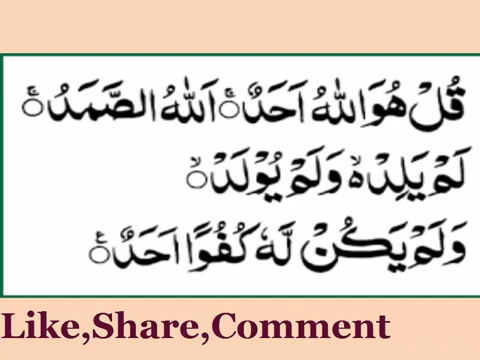 قُلۡ هُوَ اللّٰهُ اَحَدٌ ۚ اَللّٰهُ الصَّمَدُ ۚ
لَمۡ يَلِدۡ ۙ وَلَمۡ يُوۡلَدۡ ۙ
وَلَمۡ يَكُنۡ لَّهٗ كُفُوًا اَحَدٌ ۚ
Like,Share,Comment